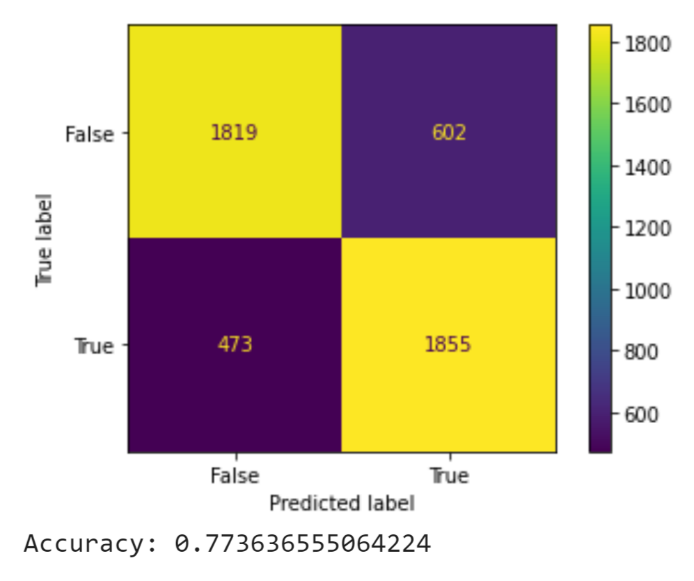 True label
False
1819
602
True
473
1855
False
True
Predicted label
1800
1600
1400
1200
1000
800
600
Accuracy: 0.773636555064224